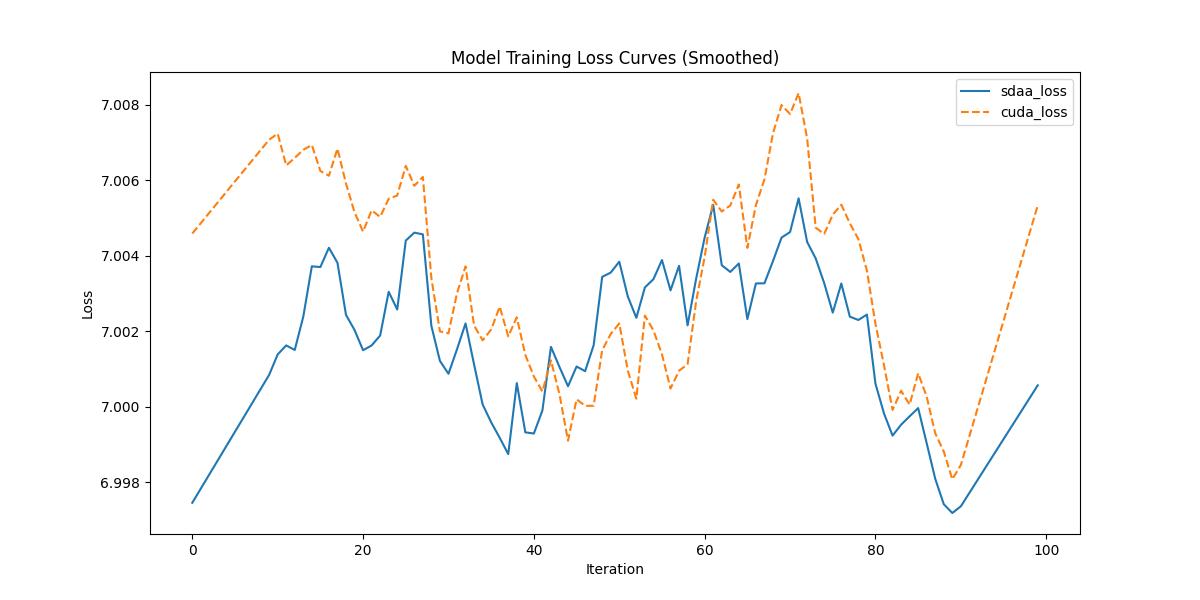 Model Training Loss Curves (Smoothed)
sdaa_loss
cuda_loss
Loss
7.008
7.006
7.004
7.002
7.000
6.998
0 20 40 60 80 100
Iteration